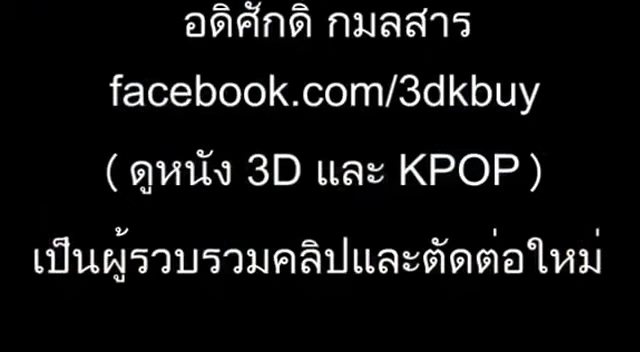 อดิศักดิ กมลสาร
facebook.com/3dkbuy
( ดูหนัง 3D และ KPOP )
เป็นผู้รวบรวมคลิปและตัดต่อใหม่